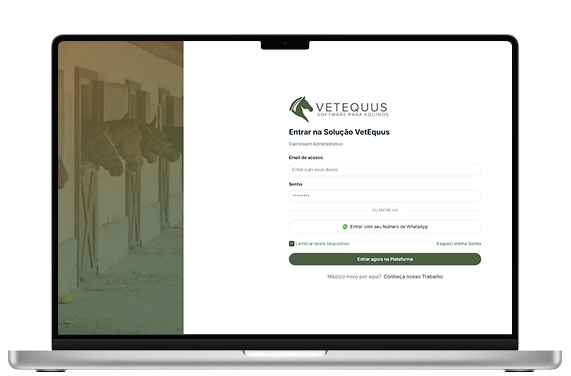 VETEQUUS
SOFTWARE PARA EQUINOS
Entrar na Solução VetEquus
Dashboard Administrativo
Email de acesso
Entre com seus dados
Senha
********
OU ENTRE VIA
Entrar com seu Número de WhatsApp
Lembrar deste Dispositivo
Esqueci minha Senha
Entrar agora na Plataforma
Médico novo por aqui? Conheça nosso Trabalho